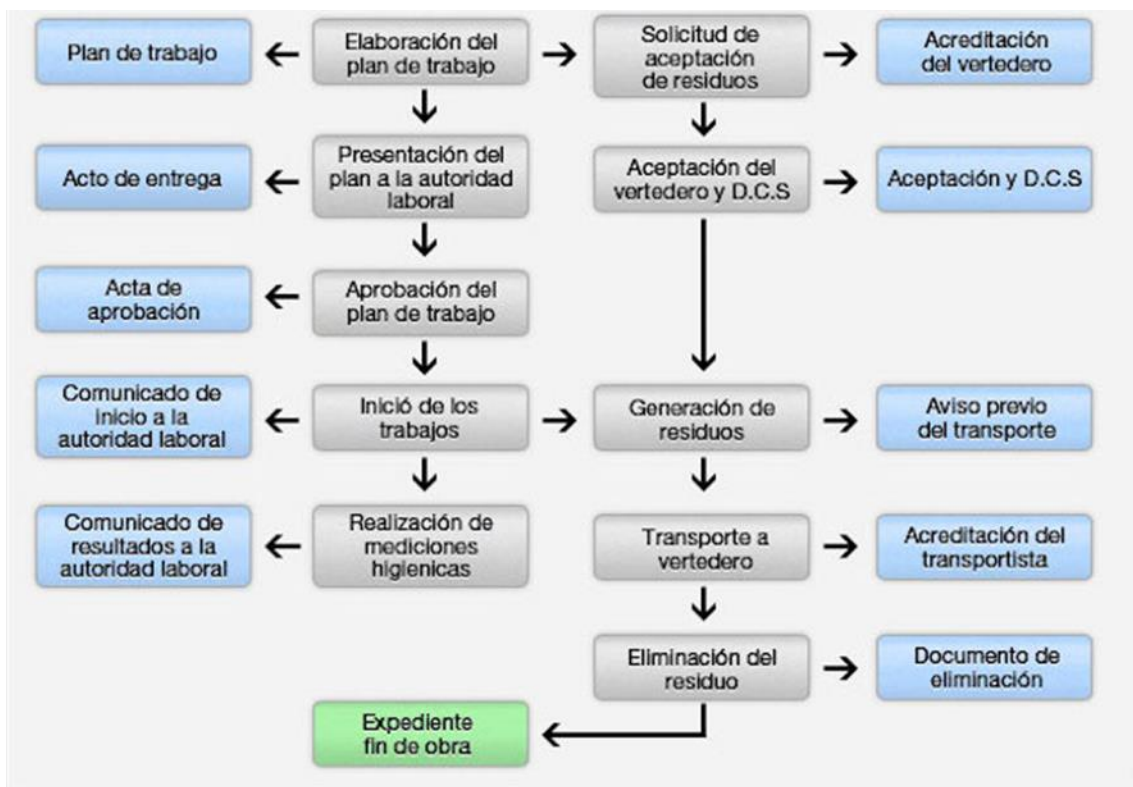 Plan de trabajo
Elaboración del
plan de trabajo
Solicitud de
aceptación
de residuos
Acreditación
del vertedero
Acto de entrega
Presentación del
plan a la autoridad
laboral
Aceptación del
vertedero y D.C.S
Aceptación y D.C.S
Acta de
aprobación
Aprobación del
plan de trabajo
Comunicado de
inicio a la
autoridad laboral
Inició de los
trabajos
Generación de
residuos
Aviso previo
del transporte
Comunicado de
resultados a la
autoridad laboral
Realización de
mediciones
higienicas
Transporte a
vertedero
Acreditación del
transportista
Eliminación del
residuo
Documento de
eliminación
Expediente
fin de obra